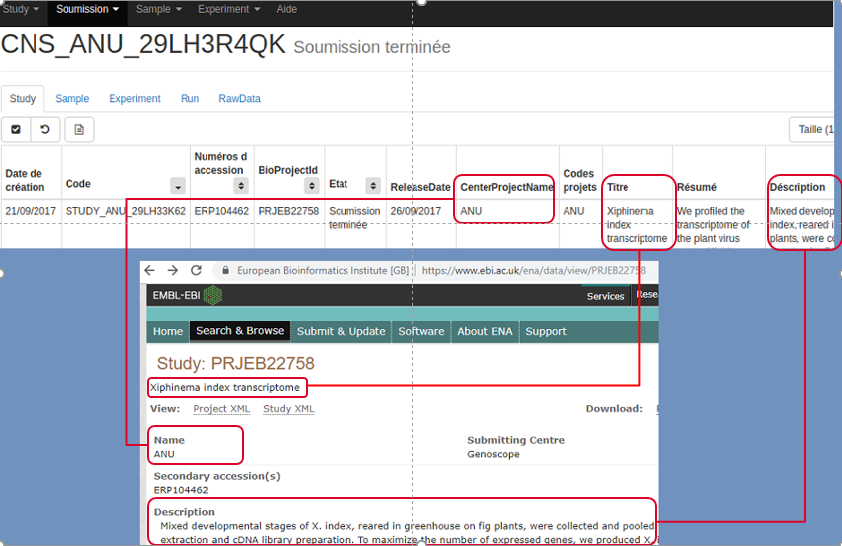 Study Soumission Sample Experiment Aide
CNS_ANU_29LH3R4QK Soumission terminée
Study Sample Experiment Run RawData
Taille (1
Date de création Code Numéros d accession BioProjectId Etat ReleaseDate CenterProjectName Codes projets Titre Résumé Déscription
21/09/2017 STUDY_ANU_29LH33K62 ERP104462 PRJEB22758 Soumission terminée 26/09/2017 ANU ANU Xiphinema index transcriptome We profiled the transcriptome of the plant virus Mixed develop index, reared i plants, were co
European Bioinformatics Institute [GB] https://www.ebi.ac.uk/ena/data/view/PRJEB22758
EMBL-EBI Services Rese
Home Search & Browse Submit & Update Software About ENA Support
Study: PRJEB22758
Xiphinema index transcriptome
View: Project XML Study XML Download:
Name Submitting Centre
ANU Genoscope
Secondary accession(s)
ERP104462
Description
Mixed developmental stages of X. index, reared in greenhouse on fig plants, were collected and pooled
extraction and cDNA library preparation. To maximize the number of expressed genes, we produced X. i